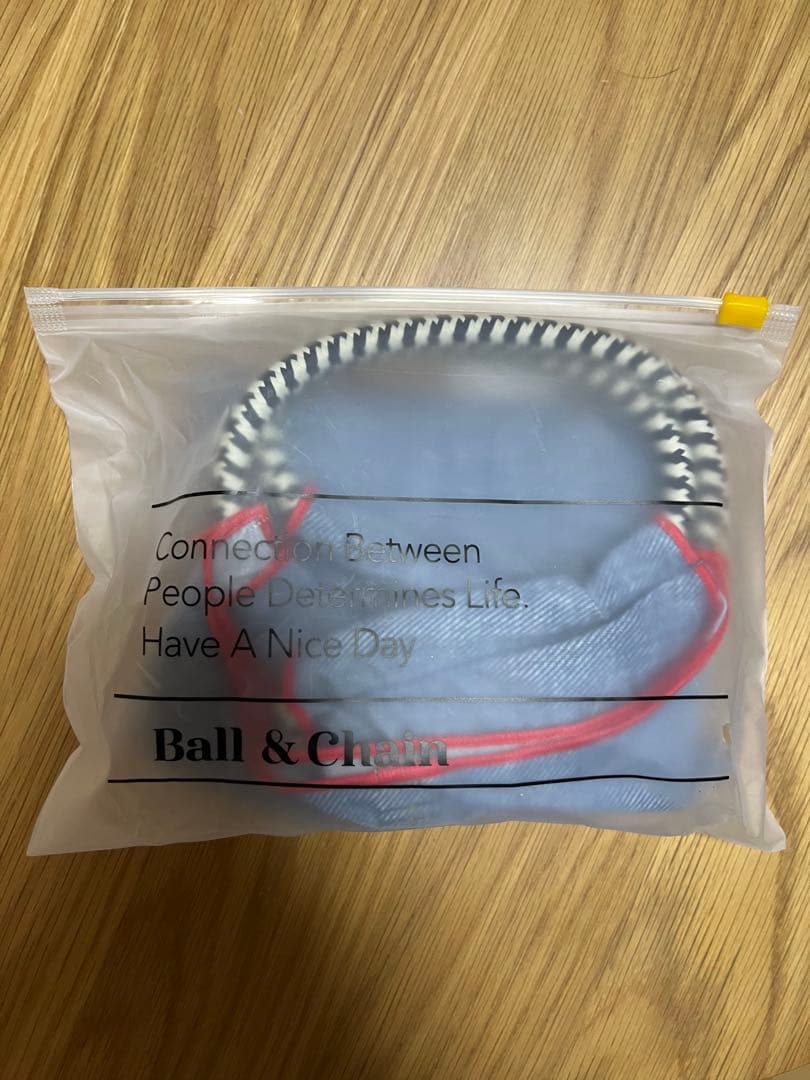 Connection Between
People Determines Life.
Have A Nice Day
Ball & Chain